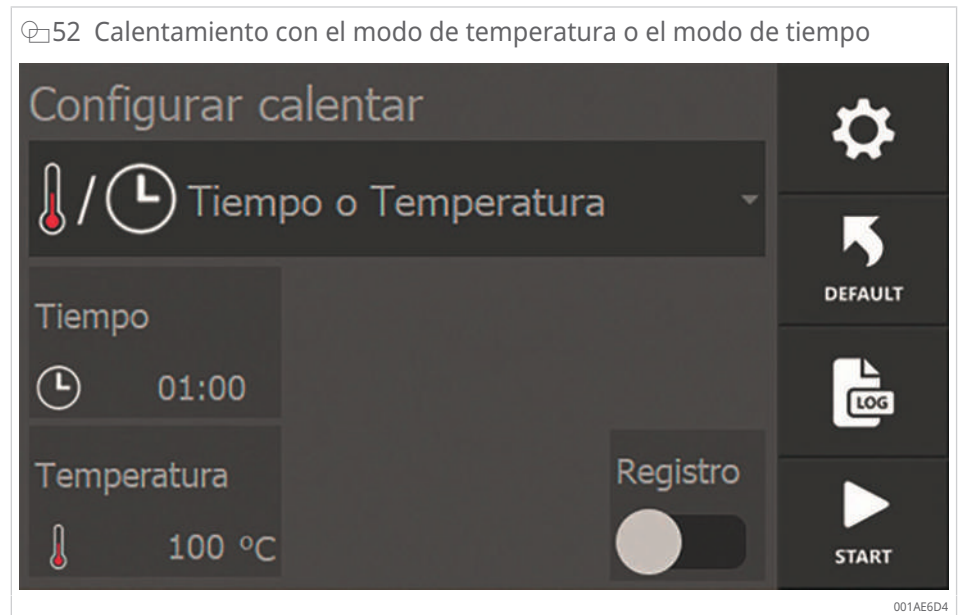 52 Calentamiento con el modo de temperatura o el modo de tiempo
Configurar calentar
/ Tiempo o Temperatura
DEFAULT
Tiempo
01:00
LOG
Temperatura
100 °C
Registro
START
001AE6D4